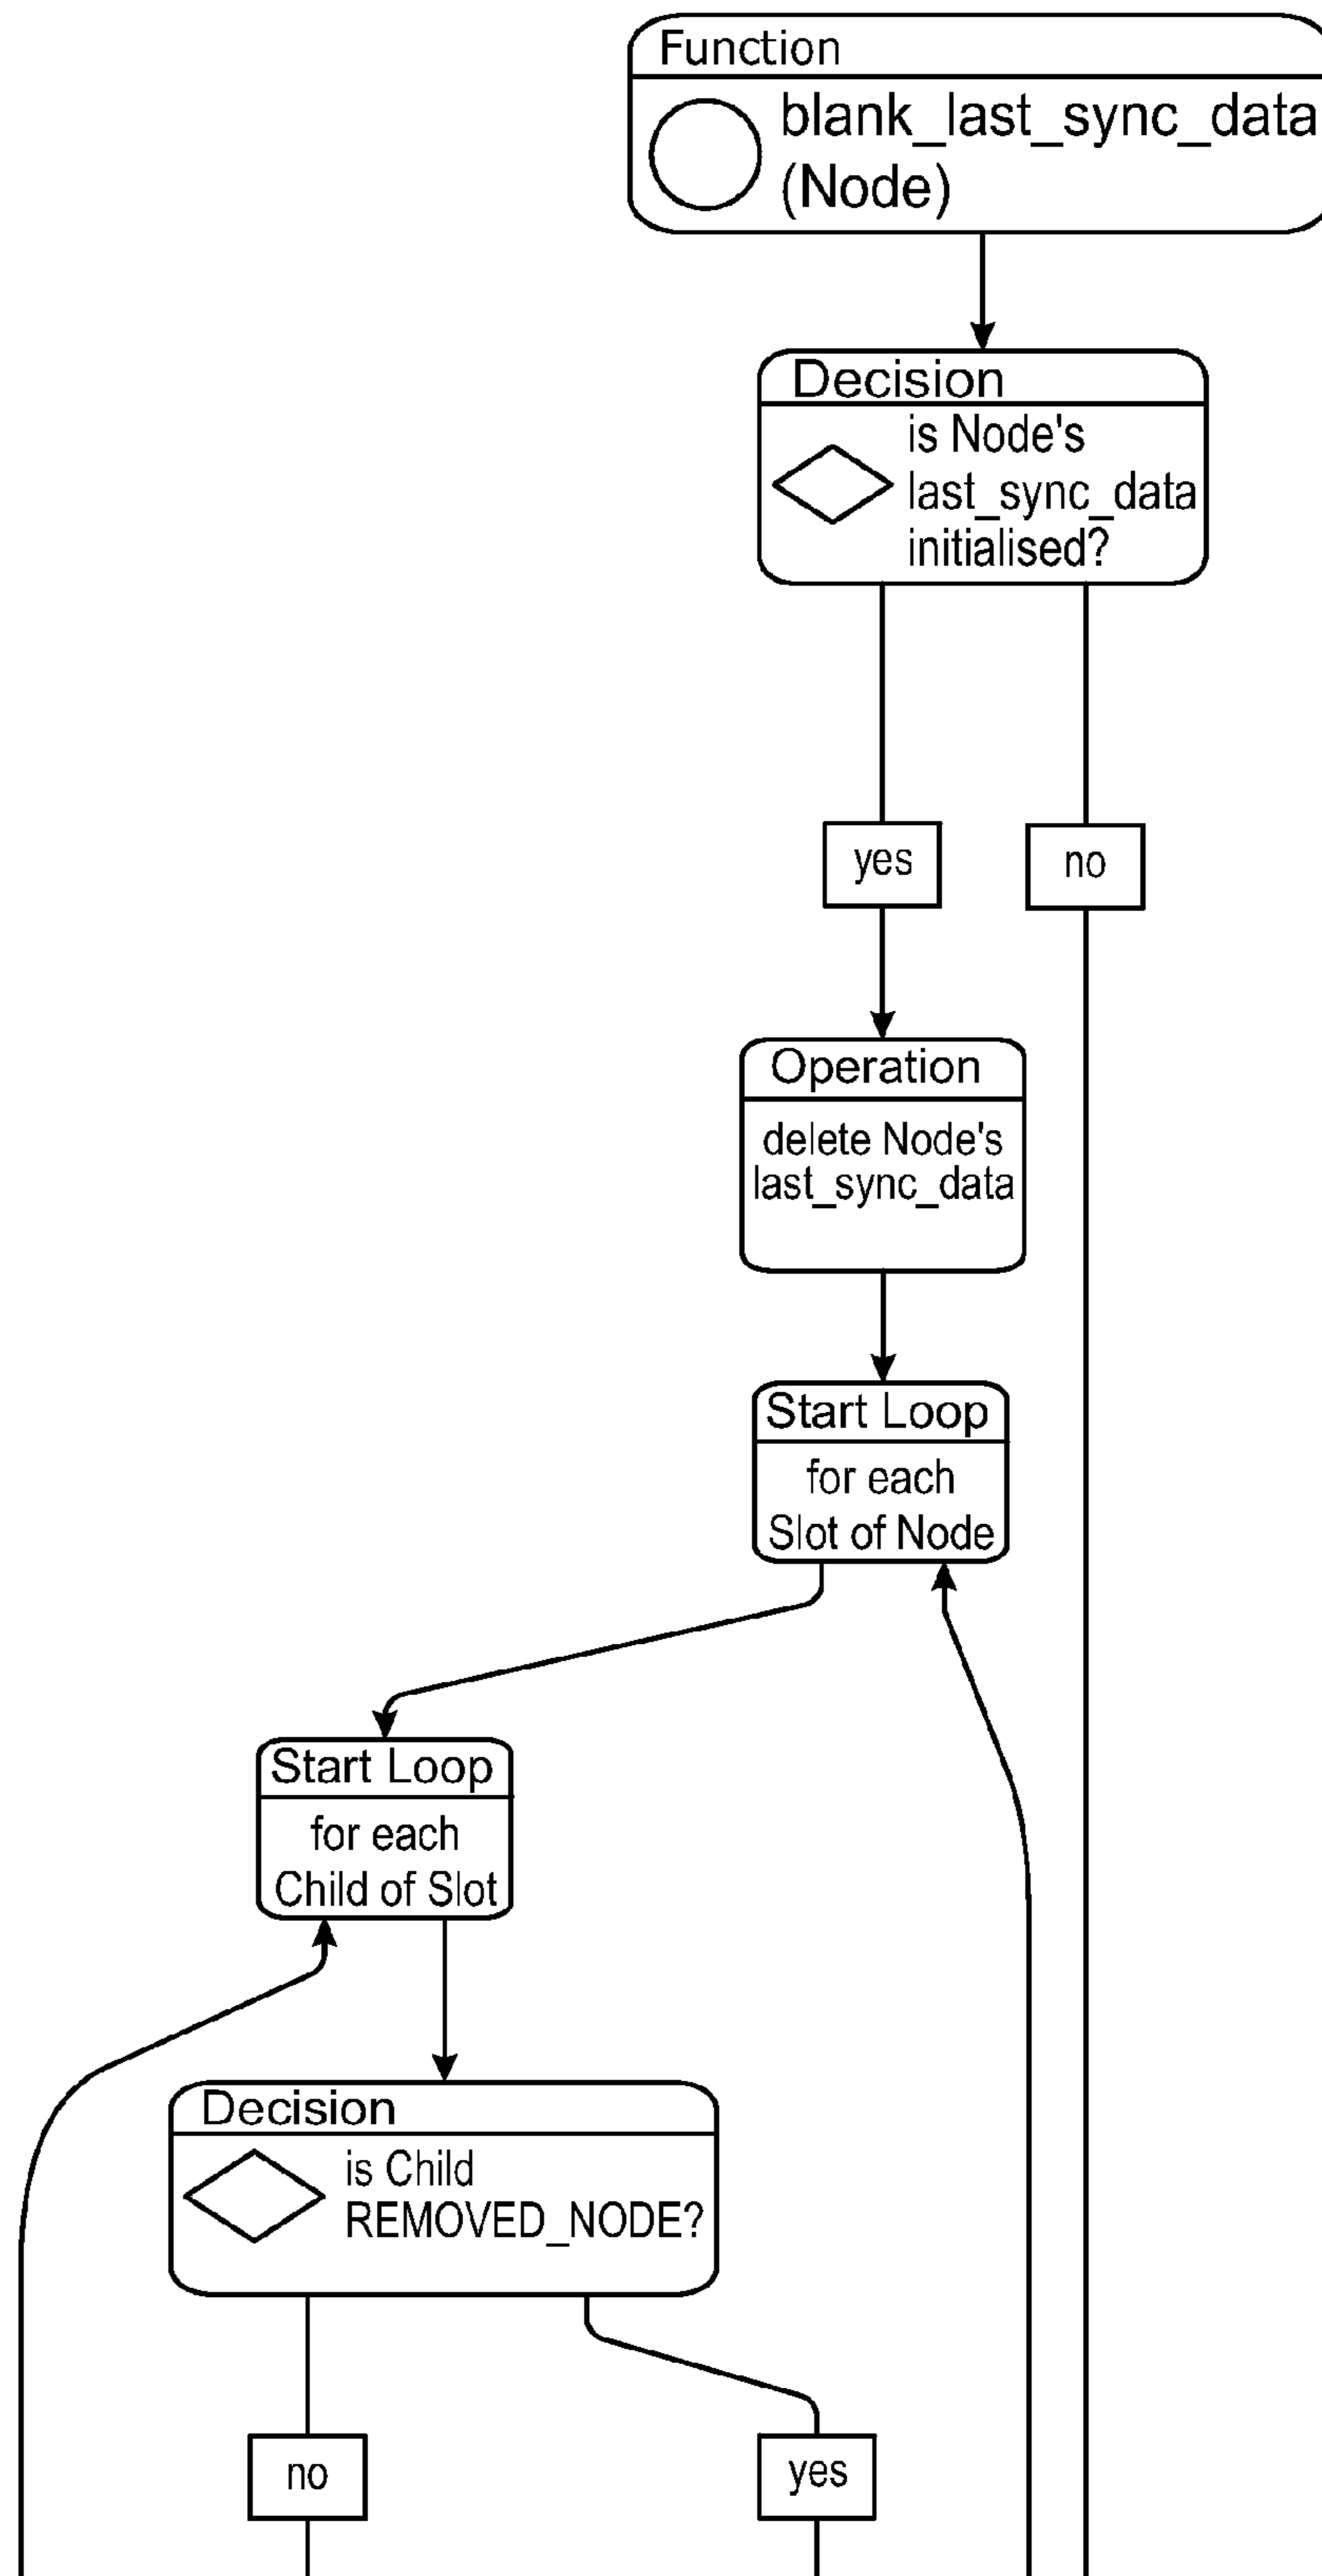 Function
blank_last_sync_data
(Node)
Decision
is Node's
last_sync_data
initialised?
yes
no
Operation
delete Node's
last_sync_data
Start Loop
for each
Slot of Node
Start Loop
for each
Child of Slot
Decision
is Child
REMOVED_NODE?
no
yes